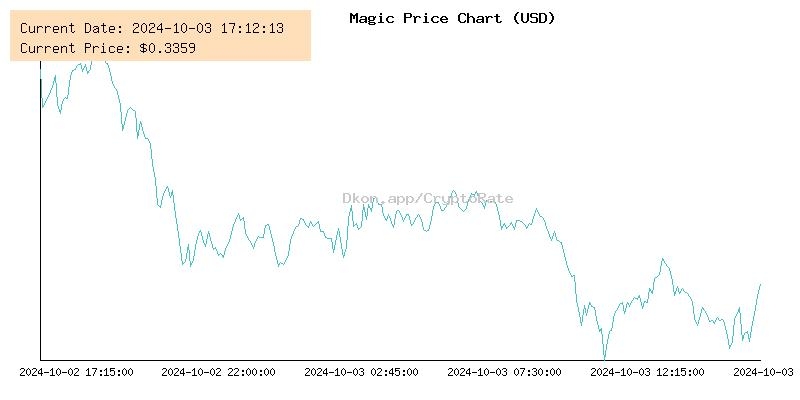 Magic Price Chart (USD)
Current Date: 2024-10-03 17:12:13
Current Price: $0.3359
Dkon.app/CryptoRate
2024-10-02 17:15:00
2024-10-02 22:00:00
2024-10-03 02:45:00
2024-10-03 07:30:00
2024-10-03 12:15:00
2024-10-03